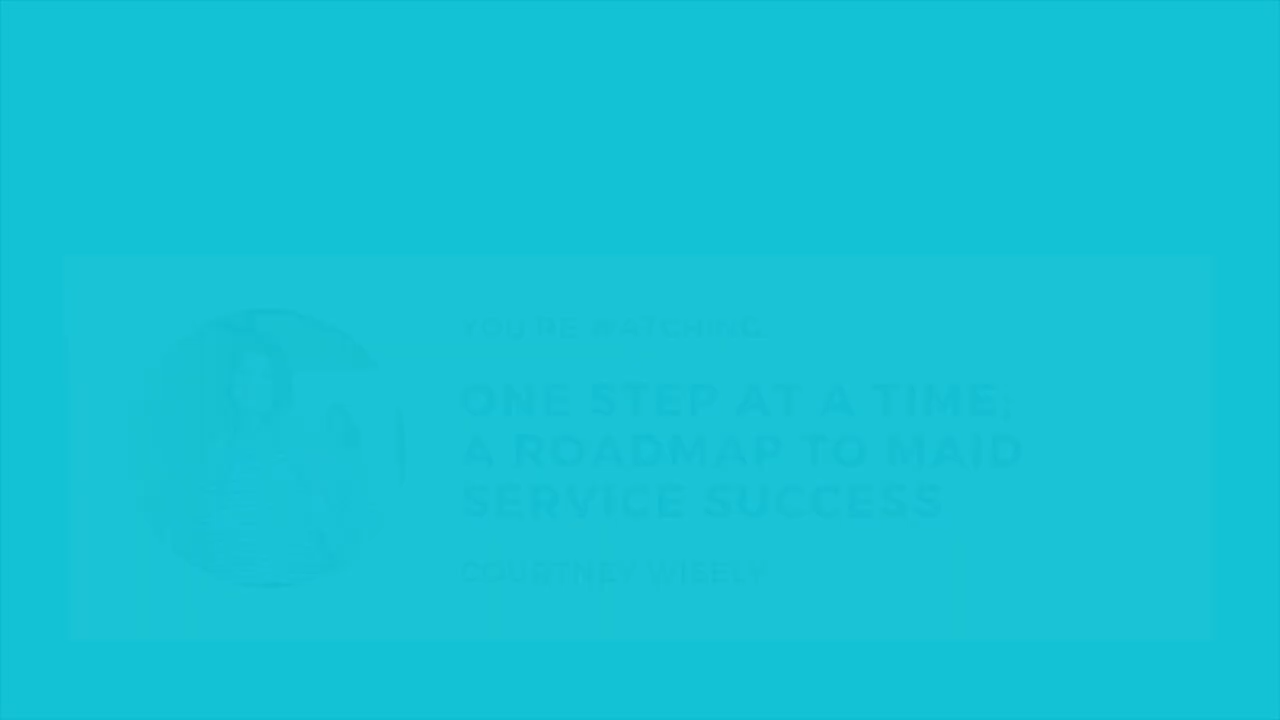 YOU'RE WATCHING:
ONE STEP AT A TIME:
A ROADMAP TO MAID
SERVICE SUCCESS
COURTNEY WISELY